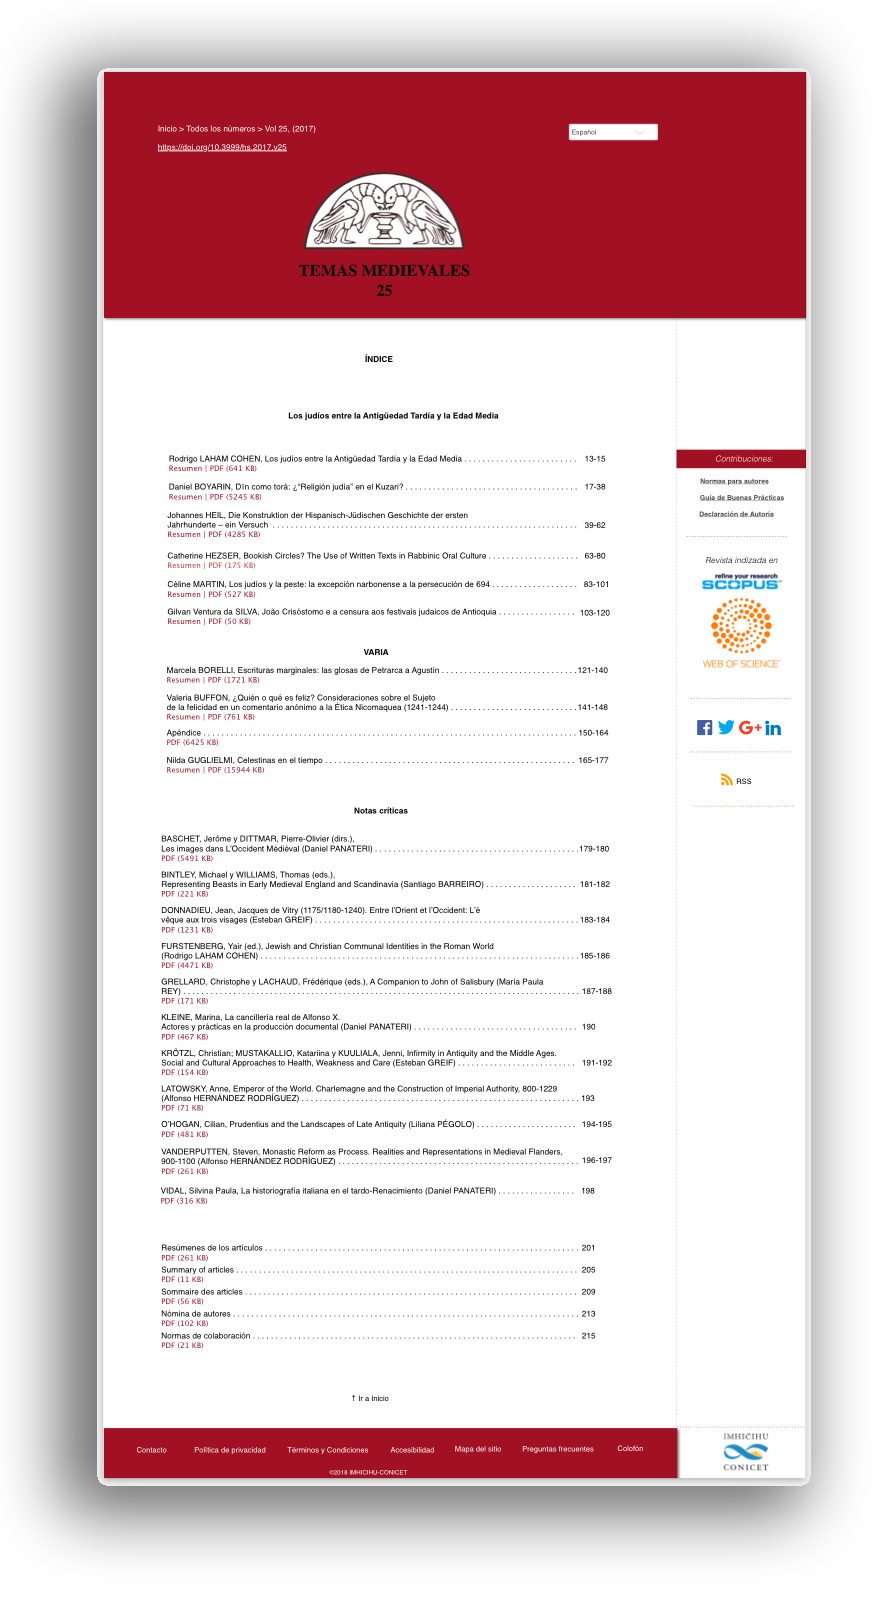 Inicio > Todos los números > Vol 25, (2017)
Español
https://doi.org/10.3999/hs.2017.v25
TEMAS MEDIEVALES
25
ÍNDICE
Los judíos entre la Antigüedad Tardía y la Edad Media
Rodrigo LAHAM COHEN, Los judíos entre la Antigüedad Tardía y la Edad Media . . . . . . . . . . . . . . . . . . . . . . . . . 13-15
Resumen | PDF (641 KB)
Daniel BOYARIN, D‎in como torá: ¿“Religión judía” en el Kuzari? . . . . . . . . . . . . . . . . . . . . . . . . . . . . . . . . . . . . . . 17-38
Resumen | PDF (5245 KB)
Johannes HEIL, Die Konstruktion der Hispanisch-Jüdischen Geschichte der ersten
Jahrhunderte – ein Versuch . . . . . . . . . . . . . . . . . . . . . . . . . . . . . . . . . . . . . . . . . . . . . . . . . . . . . . . . . . . . . . . . . . . 39-62
Resumen | PDF (4285 KB)
Catherine HEZSER, Bookish Circles? The Use of Written Texts in Rabbinic Oral Culture . . . . . . . . . . . . . . . . . . . . 63-80
Resumen | PDF (175 KB)
Céline MARTIN, Los judíos y la peste: la excepción narbonense a la persecución de 694 . . . . . . . . . . . . . . . . . . . 83-101
Resumen | PDF (527 KB)
Gilvan Ventura da SILVA, João Crisóstomo e a censura aos festivais judaicos de Antioquia . . . . . . . . . . . . . . . . . 103-120
Resumen | PDF (50 KB)
VARIA
Marcela BORELLI, Escrituras marginales: las glosas de Petrarca a Agustín . . . . . . . . . . . . . . . . . . . . . . . . . . . . . .121-140
Resumen | PDF (1721 KB)
Valeria BUFFON, ¿Quién o qué es feliz? Consideraciones sobre el Sujeto
de la felicidad en un comentario anónimo a la Ética Nicomaquea (1241-1244) . . . . . . . . . . . . . . . . . . . . . . . . . . . .141-148
Resumen | PDF (761 KB)
Apéndice . . . . . . . . . . . . . . . . . . . . . . . . . . . . . . . . . . . . . . . . . . . . . . . . . . . . . . . . . . . . . . . . . . . . . . . . . . . . . . . . . . 150-164
PDF (6425 KB)
Nilda GUGLIELMI, Celestinas en el tiempo . . . . . . . . . . . . . . . . . . . . . . . . . . . . . . . . . . . . . . . . . . . . . . . . . . . . . . . 165-177
Resumen | PDF (15944 KB)
Notas críticas
BASCHET, Jerôme y DITTMAR, Pierre-Olivier (dirs.),
Les images dans L’Occident Médiéval (Daniel PANATERI) . . . . . . . . . . . . . . . . . . . . . . . . . . . . . . . . . . . . . . . . . . . . .179-180
PDF (5491 KB)
BINTLEY, Michael y WILLIAMS, Thomas (eds.),
Representing Beasts in Early Medieval England and Scandinavia (Santiago BARREIRO) . . . . . . . . . . . . . . . . . . . . 181-182
PDF (221 KB)
DONNADIEU, Jean, Jacques de Vitry (1175/1180-1240). Entre l’Orient et l’Occident: L’é
vêque aux trois visages (Esteban GREIF) . . . . . . . . . . . . . . . . . . . . . . . . . . . . . . . . . . . . . . . . . . . . . . . . . . . . . . . . . . 183-184
PDF (1231 KB)
FURSTENBERG, Yair (ed.), Jewish and Christian Communal Identities in the Roman World
(Rodrigo LAHAM COHEN) . . . . . . . . . . . . . . . . . . . . . . . . . . . . . . . . . . . . . . . . . . . . . . . . . . . . . . . . . . . . . . . . . . . . . . 185-186
PDF (4471 KB)
GRELLARD, Christophe y LACHAUD, Frédérique (eds.), A Companion to John of Salisbury (María Paula
REY) . . . . . . . . . . . . . . . . . . . . . . . . . . . . . . . . . . . . . . . . . . . . . . . . . . . . . . . . . . . . . . . . . . . . . . . . . . . . . . . . . . . . . . . 187-188
PDF (171 KB)
KLEINE, Marina, La cancillería real de Alfonso X.
Actores y prácticas en la producción documental (Daniel PANATERI) . . . . . . . . . . . . . . . . . . . . . . . . . . . . . . . . . . . . 190
PDF (467 KB)
KRÖTZL, Christian; MUSTAKALLIO, Katariina y KUULIALA, Jenni, Infirmity in Antiquity and the Middle Ages.
Social and Cultural Approaches to Health, Weakness and Care (Esteban GREIF) . . . . . . . . . . . . . . . . . . . . . . . . . . 191-192
PDF (154 KB)
LATOWSKY, Anne, Emperor of the World. Charlemagne and the Construction of Imperial Authority, 800-1229
(Alfonso HERNÁNDEZ RODRÍGUEZ) . . . . . . . . . . . . . . . . . . . . . . . . . . . . . . . . . . . . . . . . . . . . . . . . . . . . . . . . . . . . . 193
PDF (71 KB)
O’HOGAN, Cilian, Prudentius and the Landscapes of Late Antiquity (Liliana PÉGOLO) . . . . . . . . . . . . . . . . . . . . . . 194-195
PDF (481 KB)
VANDERPUTTEN, Steven, Monastic Reform as Process. Realities and Representations in Medieval Flanders,
900-1100 (Alfonso HERNÁNDEZ RODRÍGUEZ) . . . . . . . . . . . . . . . . . . . . . . . . . . . . . . . . . . . . . . . . . . . . . . . . . . . . . 196-197
PDF (261 KB)
VIDAL, Silvina Paula, La historiografía italiana en el tardo-Renacimiento (Daniel PANATERI) . . . . . . . . . . . . . . . . . 198
PDF (316 KB)
Resúmenes de los artículos . . . . . . . . . . . . . . . . . . . . . . . . . . . . . . . . . . . . . . . . . . . . . . . . . . . . . . . . . . . . . . . . . . . . . 201
PDF (261 KB)
Summary of articles . . . . . . . . . . . . . . . . . . . . . . . . . . . . . . . . . . . . . . . . . . . . . . . . . . . . . . . . . . . . . . . . . . . . . . . . . . . 205
PDF (11 KB)
Sommaire des articles . . . . . . . . . . . . . . . . . . . . . . . . . . . . . . . . . . . . . . . . . . . . . . . . . . . . . . . . . . . . . . . . . . . . . . . . . 209
PDF (56 KB)
Nómina de autores . . . . . . . . . . . . . . . . . . . . . . . . . . . . . . . . . . . . . . . . . . . . . . . . . . . . . . . . . . . . . . . . . . . . . . . . . . . . 213
PDF (102 KB)
Normas de colaboración . . . . . . . . . . . . . . . . . . . . . . . . . . . . . . . . . . . . . . . . . . . . . . . . . . . . . . . . . . . . . . . . . . . . . . . 215
PDF (21 KB)
↑ Ir a Inicio
Contribuciones:
Normas para autores
Guía de Buenas Prácticas
Declaración de Autoría
Revista indizada en
refine your research
SCOPUS™
WEB OF SCIENCE™
RSS
Contacto Política de privacidad Términos y Condiciones Accesibilidad Mapa del sitio Preguntas frecuentes Colofón
©2018 IMHICIHU-CONICET
IMHICIHU
CONICET